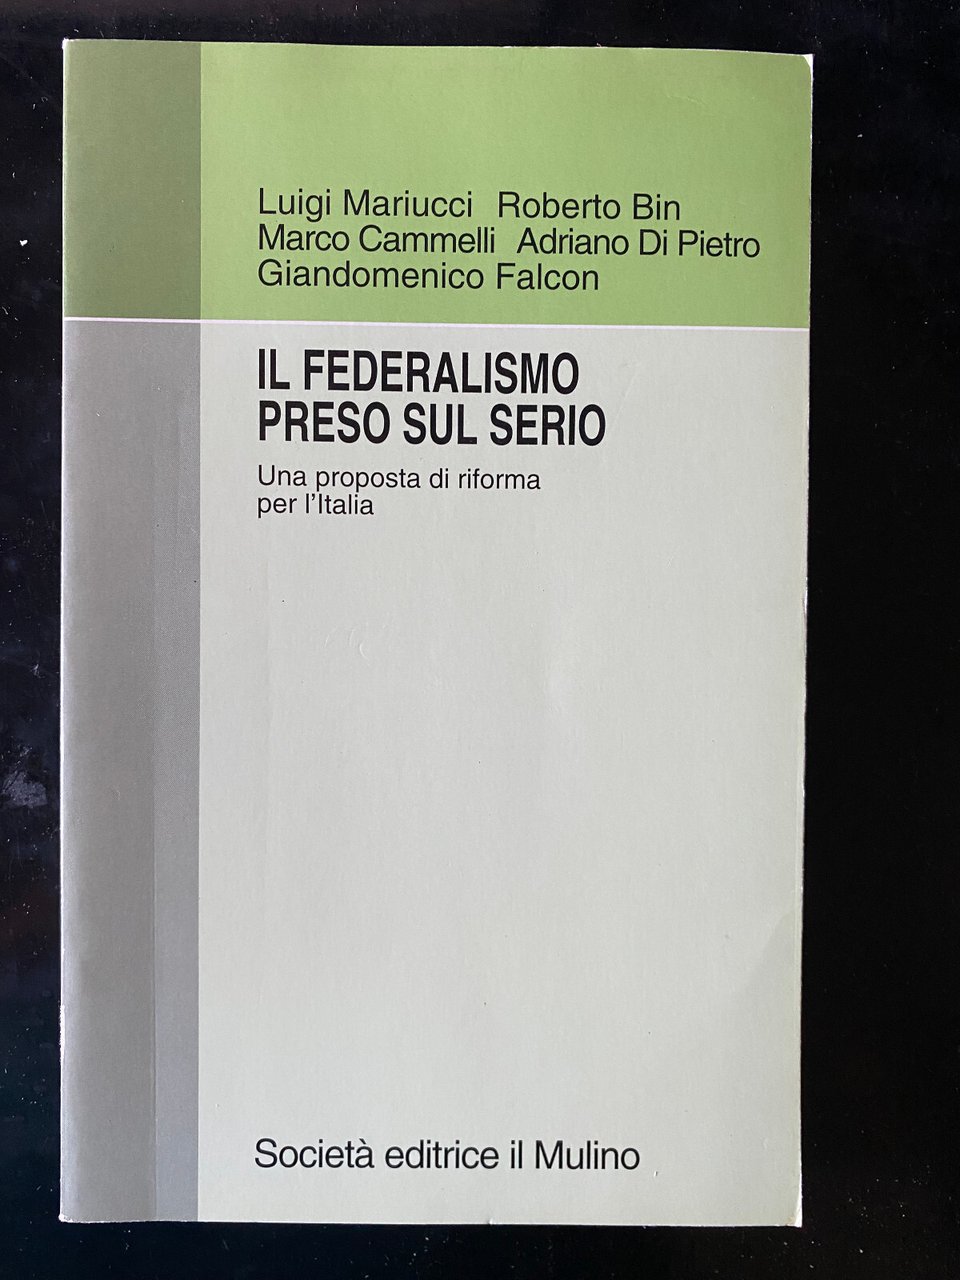 Luigi Mariucci Roberto Bin
Marco Cammelli Adriano Di Pietro
Giandomenico Falcon
IL FEDERALISMO
PRESO SUL SERIO
Una proposta di riforma
per l'Italia
Società editrice il Mulino